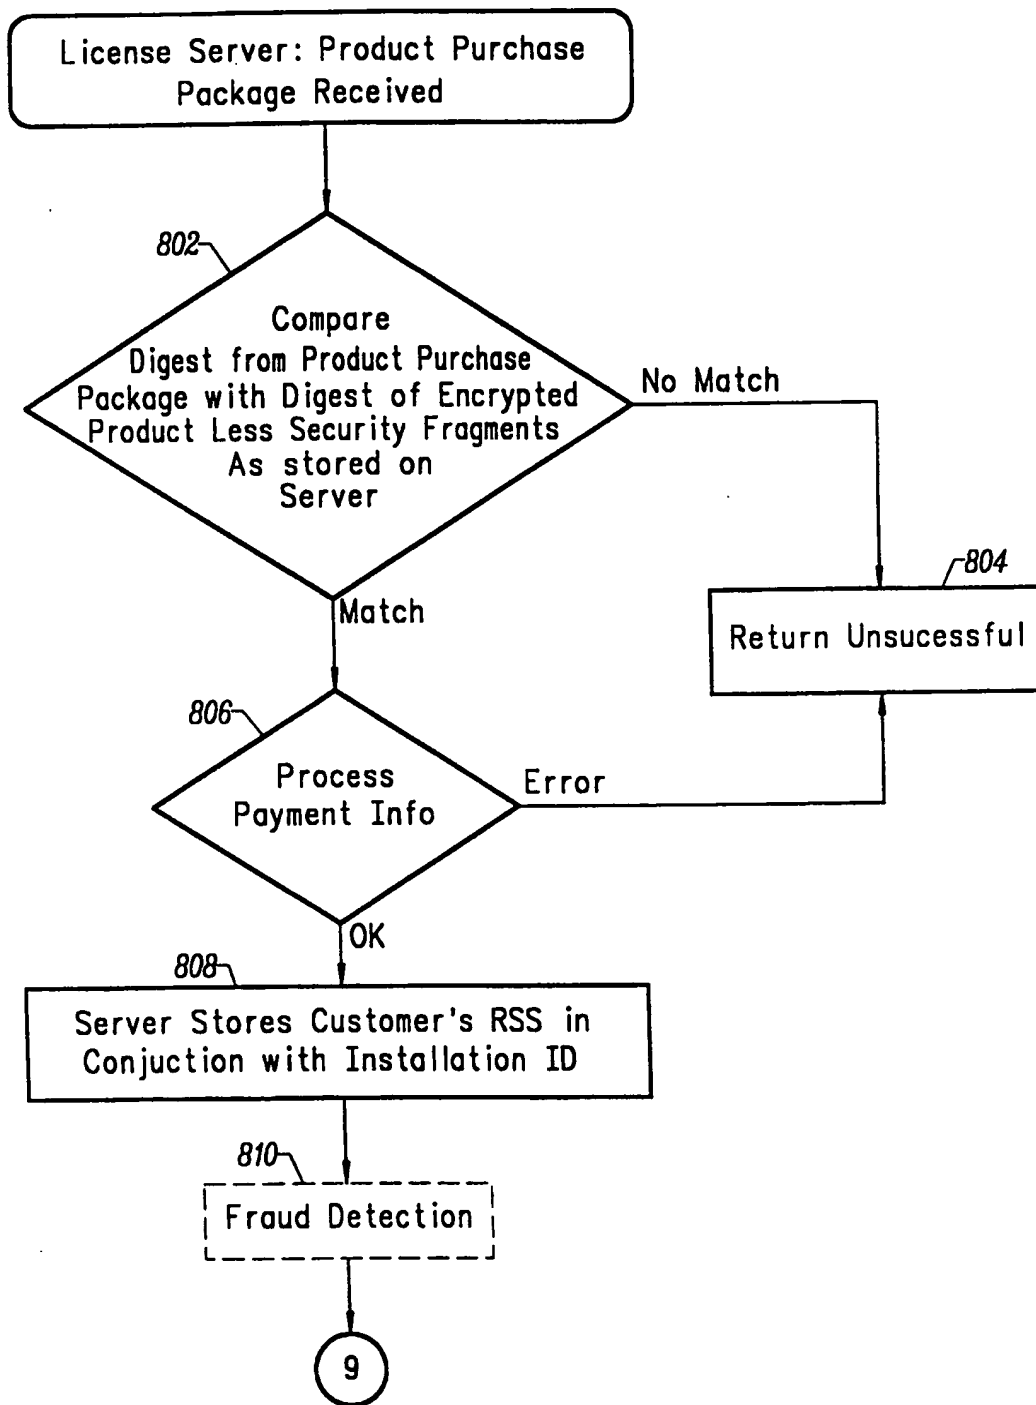 License Server: Product Purchase
Package Received
802
Compare
Digest from Product Purchase
Package with Digest of Encrypted
Product Less Security Fragments
As stored on
Server
No Match
804
Return Unsucessful
Match
806
Process
Payment Info
Error
OK
808
Server Stores Customer's RSS in
Conjuction with Installation ID
810
Fraud Detection
9